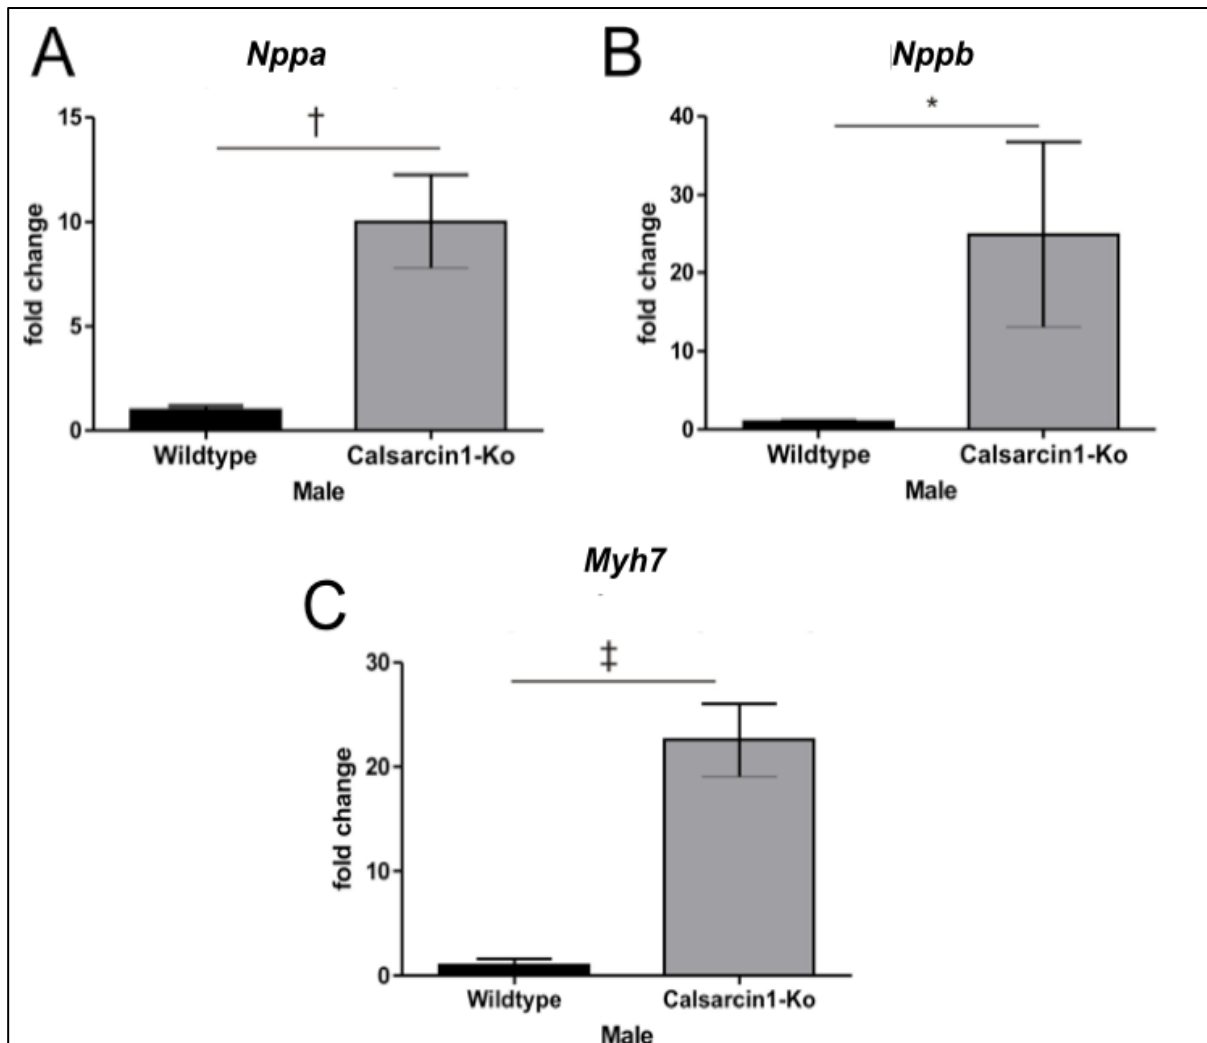 A
Nppa
†
15
10
5
0
fold change
Wildtype
Calsarcin1-Ko
Male
B
Nppb
*
40
30
20
10
0
fold change
Wildtype
Calsarcin1-Ko
Male
C
Myh7
‡
30
20
10
0
fold change
Wildtype
Calsarcin1-Ko
Male